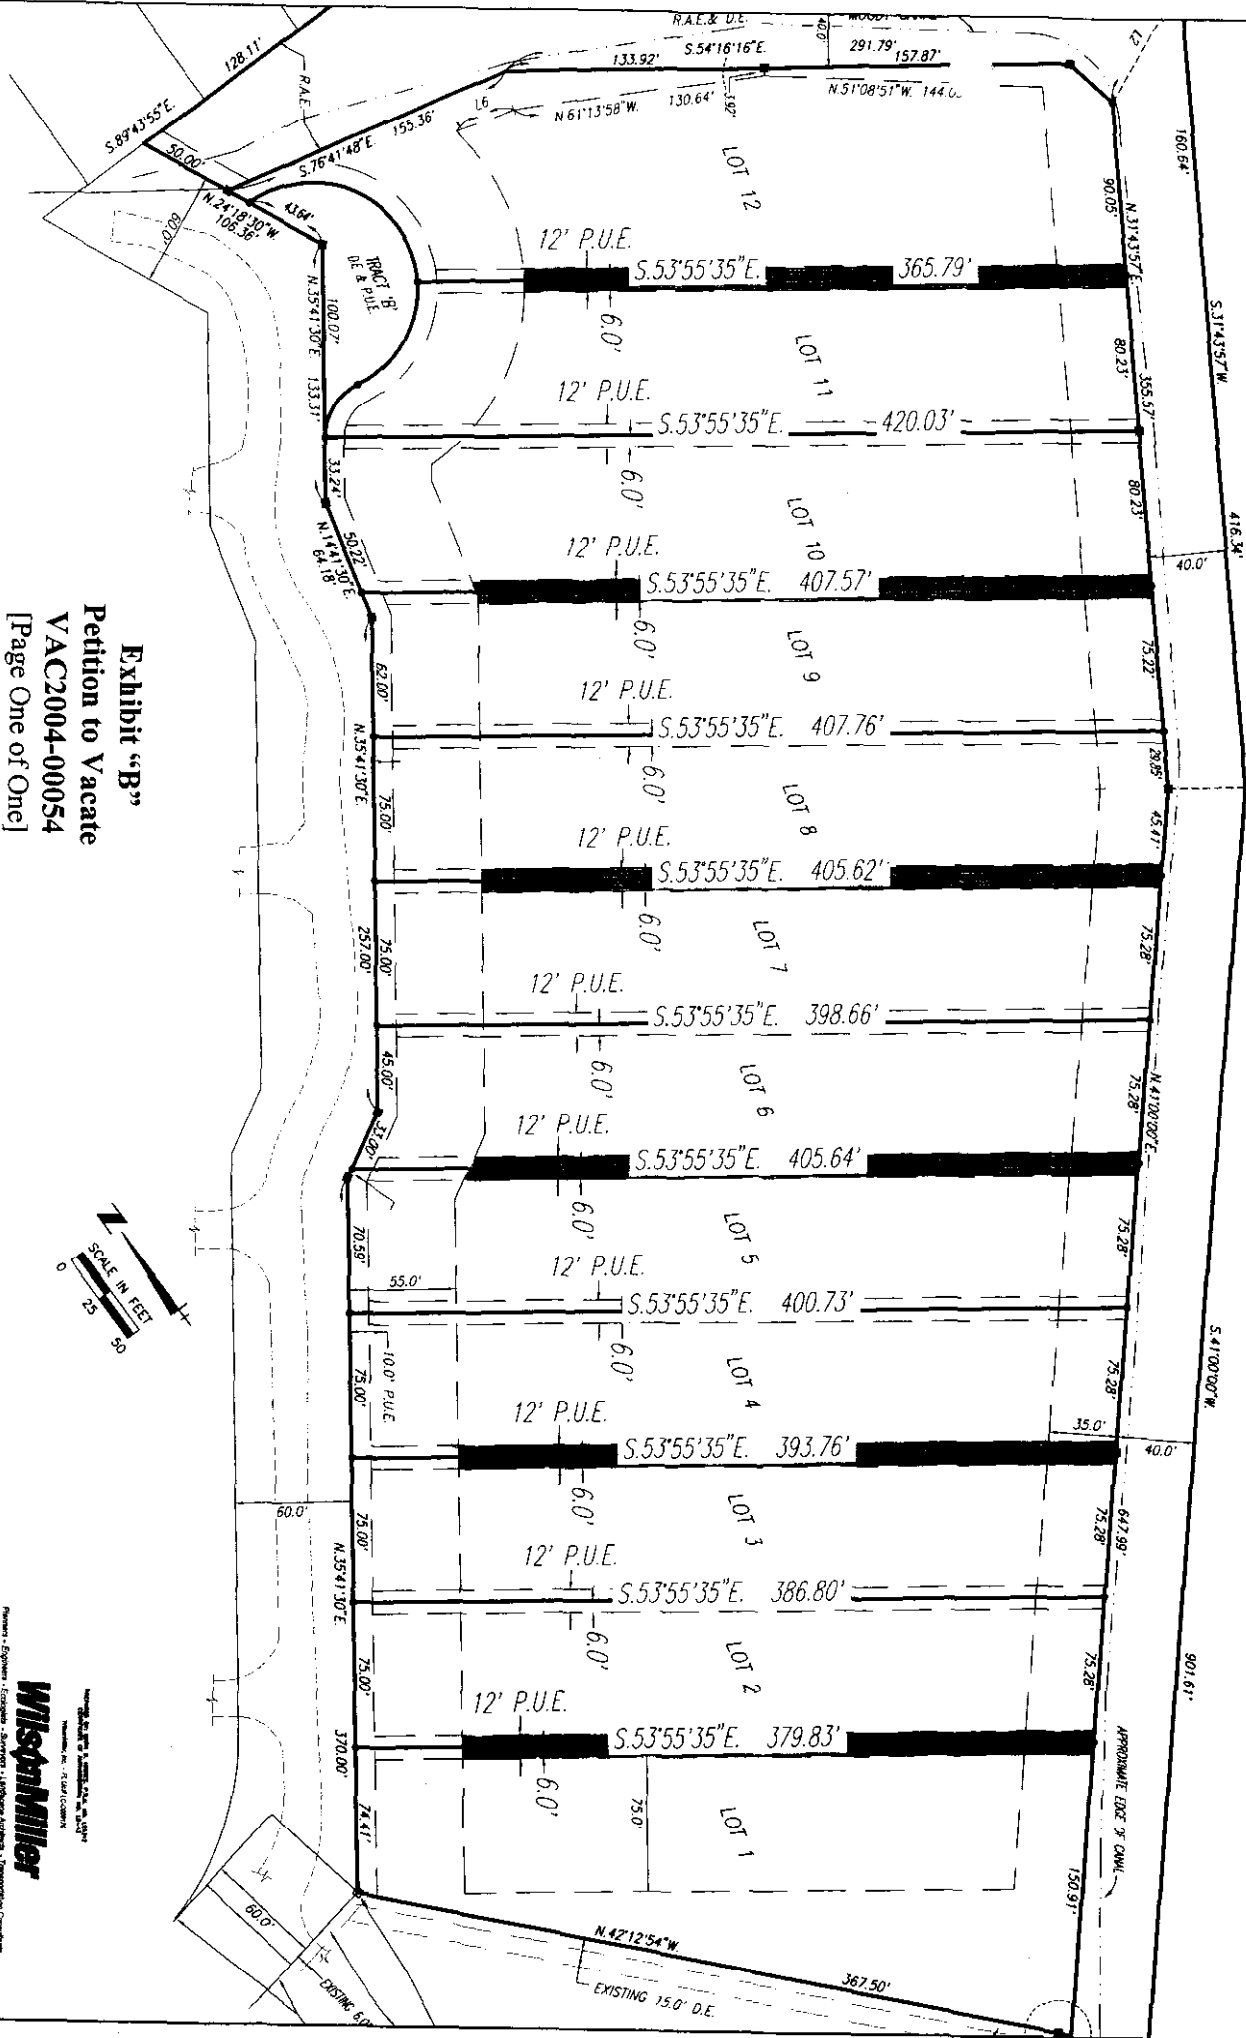 R.A.E.& U.E.
40.0'
S.54°16'16"E.
291.79'
133.92'
157.87'
L2
N.51°08'51"W.
N 61°13'58"W.
130.64'
3.92'
L6
128.11'
R.A.E.
S.89°43'55"E.
50.00'
155.36'
S.76°41'48"E.
N.24°18'30"W.
106.36'
43.64'
60.0'
TRACT 'B'
D.E & P.U.E.
N.35°41'30"E.
100.07'
133.31'
33.24'
N.14°41'30"E.
64.18'
50.22'
62.00'
N.35°41'30"E.
75.00'
75.00'
257.00'
45.00'
33.00'
70.59'
55.0'
10.0' P.U.E.
75.00'
60.0'
75.00'
N.35°41'30"E.
75.00'
370.00'
74.41'
160.64'
90.05'
N.31°43'57"E.
S.31°43'57"W.
80.23'
355.57'
416.34'
80.23'
40.0'
75.22'
29.85'
45.41'
75.28'
N.41°00'00"E.
75.28'
75.28'
75.28'
S.41°00'00"W.
35.0'
40.0'
647.99'
75.28'
75.28'
901.61'
APPROXIMATE EDGE OF CANAL
150.91'
LOT 12
12' P.U.E.
S.53°55'35"E. 365.79'
6.0'
LOT 11
12' P.U.E.
S.53°55'35"E. 420.03'
6.0'
LOT 10
12' P.U.E.
S.53°55'35"E. 407.57'
6.0'
LOT 9
12' P.U.E.
S.53°55'35"E. 407.76'
6.0'
LOT 8
12' P.U.E.
S.53°55'35"E. 405.62'
6.0'
LOT 7
12' P.U.E.
S.53°55'35"E. 398.66'
6.0'
LOT 6
12' P.U.E.
S.53°55'35"E. 405.64'
6.0'
LOT 5
12' P.U.E.
S.53°55'35"E. 400.73'
6.0'
LOT 4
12' P.U.E.
S.53°55'35"E. 393.76'
6.0'
LOT 3
12' P.U.E.
S.53°55'35"E. 386.80'
6.0'
LOT 2
12' P.U.E.
S.53°55'35"E. 379.83'
6.0'
75.0'
LOT 1
N.42°12'54"W.
367.50'
EXISTING 15.0' D.E.
60.0'
EXISTING
Exhibit “B”
Petition to Vacate
VAC2004-00054
[Page One of One]
Z
SCALE IN FEET
0 25 50
WilsonMiller
Planners • Engineers • Ecologists • Surveyors • Landscape Architects • Transportation Consultants